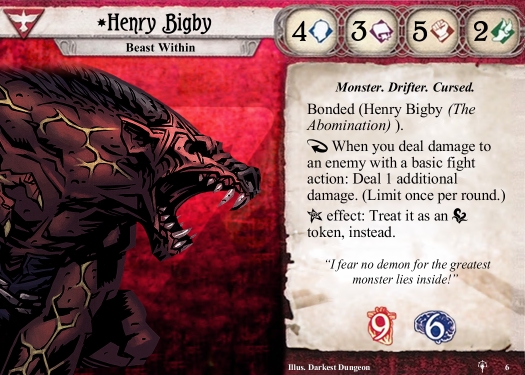 *Henry Bigby
Beast Within
4 3 5 2
Monster. Drifter. Cursed.
Bonded (Henry Bigby (The
Abomination) ).
When you deal damage to
an enemy with a basic fight
action: Deal 1 additional
damage. (Limit once per round.)
effect: Treat it as an
token, instead.
“I fear no demon for the greatest
monster lies inside!”
9 6
Illus. Darkest Dungeon 6